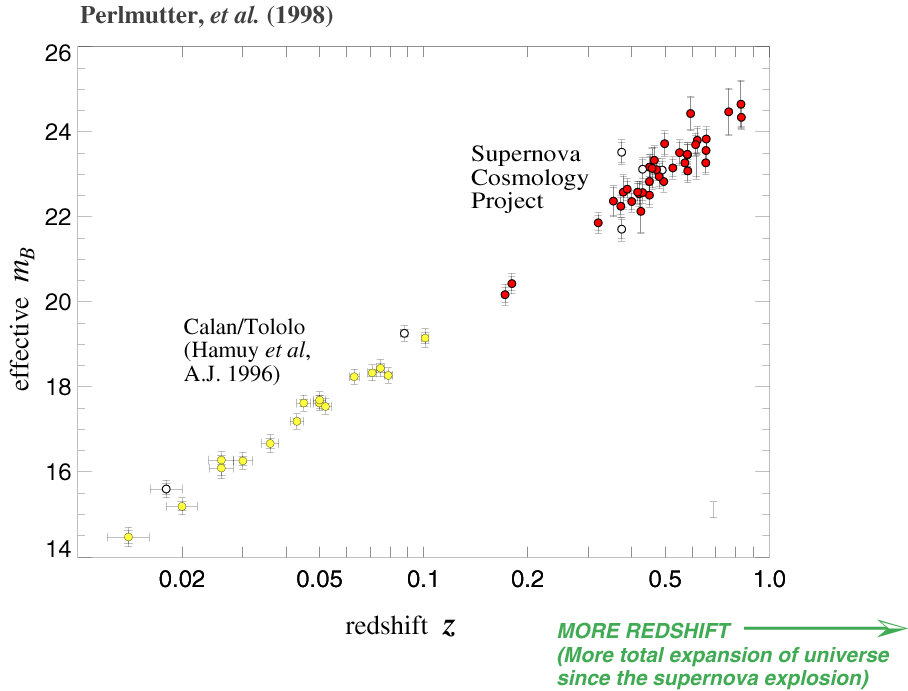 Perlmutter, et al. (1998)
26
24
22
20
18
16
14
effective mB
Supernova
Cosmology
Project
Calan/Tololo
(Hamuy et al,
A.J. 1996)
0.02 0.05 0.1 0.2 0.5 1.0
redshift z
MORE REDSHIFT
(More total expansion of universe
since the supernova explosion)